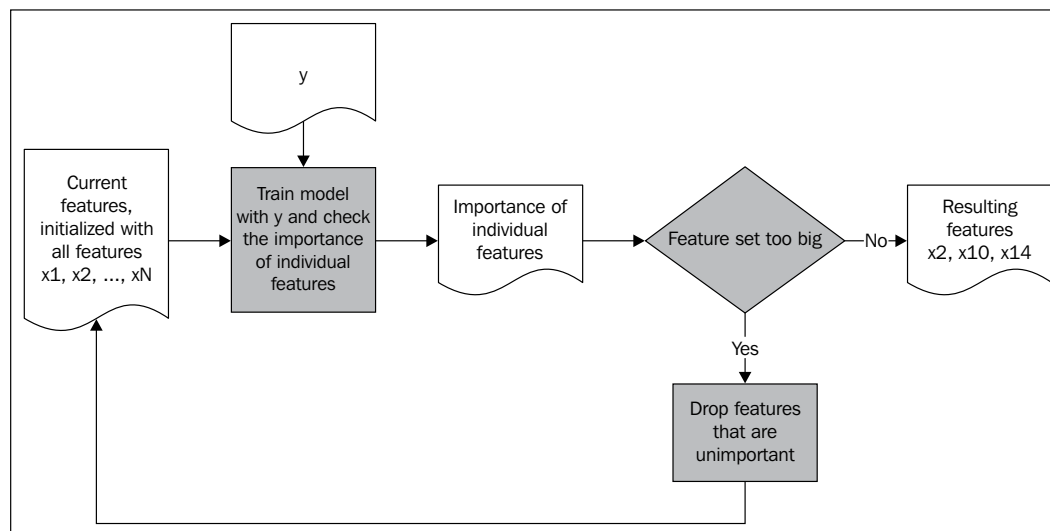 y
Current
features,
initialized with
all features
x1, x2, ..., xN
Train model
with y and check
the importance
of individual
features
Importance of
individual
features
Feature set too big
No
Resulting
features
x2, x10, x14
Yes
Drop features
that are
unimportant